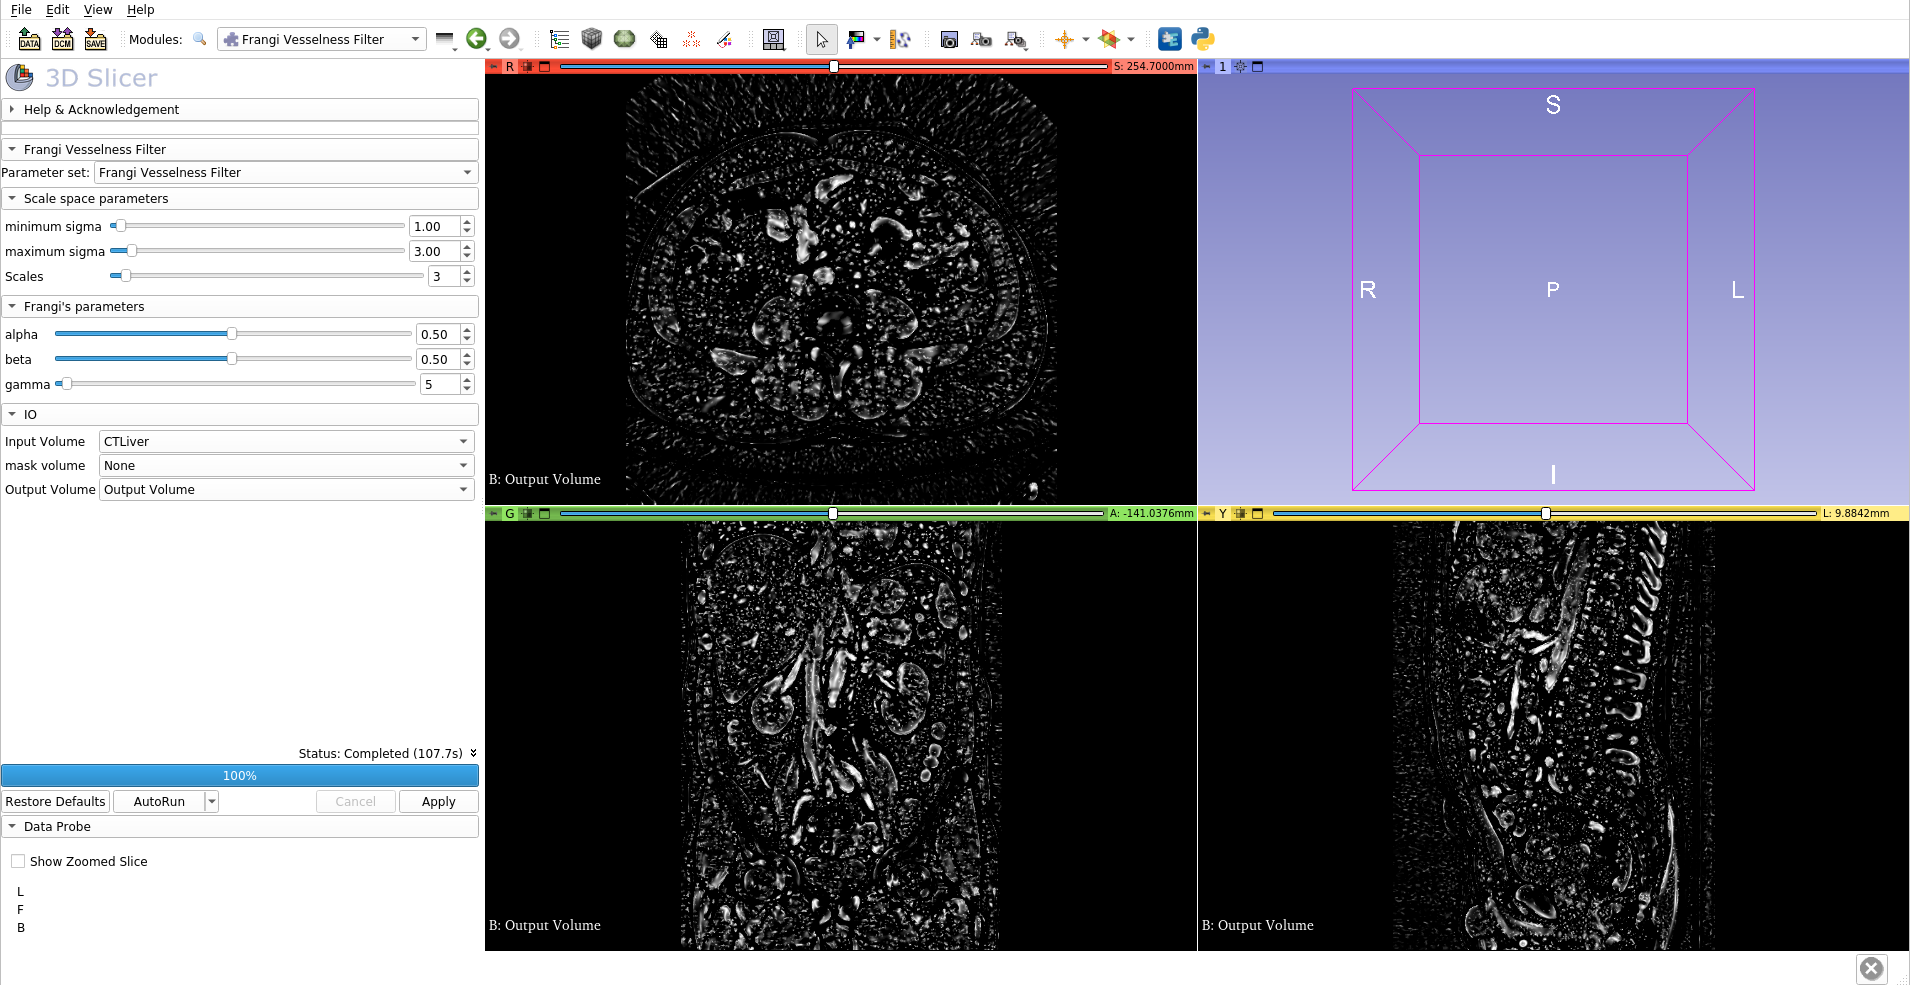 File Edit View Help
DATA DCM SAVE Modules: Frangi Vesselness Filter
3D Slicer
Help & Acknowledgement
Frangi Vesselness Filter
Parameter set: Frangi Vesselness Filter
Scale space parameters
minimum sigma 1.00
maximum sigma 3.00
Scales 3
Frangi's parameters
alpha 0.50
beta 0.50
gamma 5
IO
Input Volume CTLiver
mask volume None
Output Volume Output Volume
Status: Completed (107.7s)
100%
Restore Defaults AutoRun Cancel Apply
Data Probe
Show Zoomed Slice
L
F
B
R S: 254.7000mm
B: Output Volume
1
S
R P L
I
G A: -141.0376mm
B: Output Volume
Y L: 9.8842mm
B: Output Volume